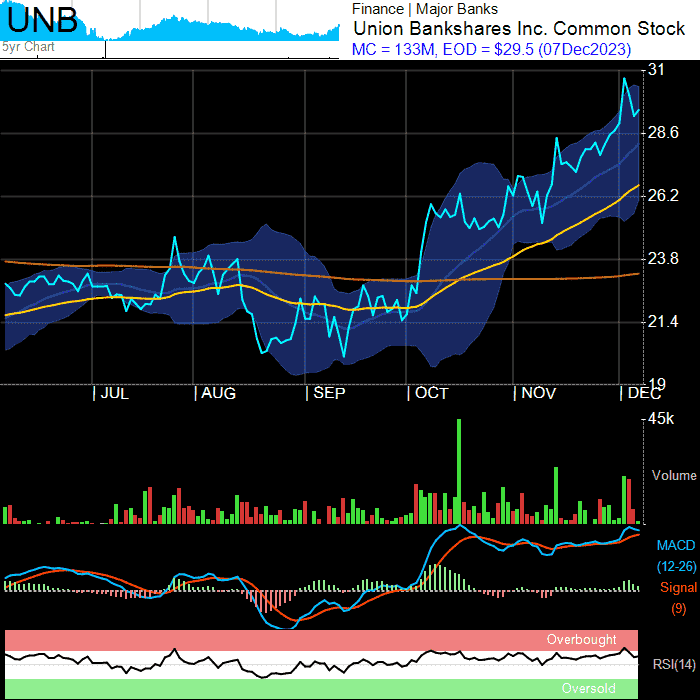 UNB
5yr Chart
Finance | Major Banks
Union Bankshares Inc. Common Stock
MC = 133M, EOD = $29.5 (07Dec2023)
31
28.6
26.2
23.8
21.4
19
| JUL | AUG | SEP | OCT | NOV | DEC
45k
Volume
MACD
(12-26)
Signal
(9)
Overbought
RSI(14)
Oversold